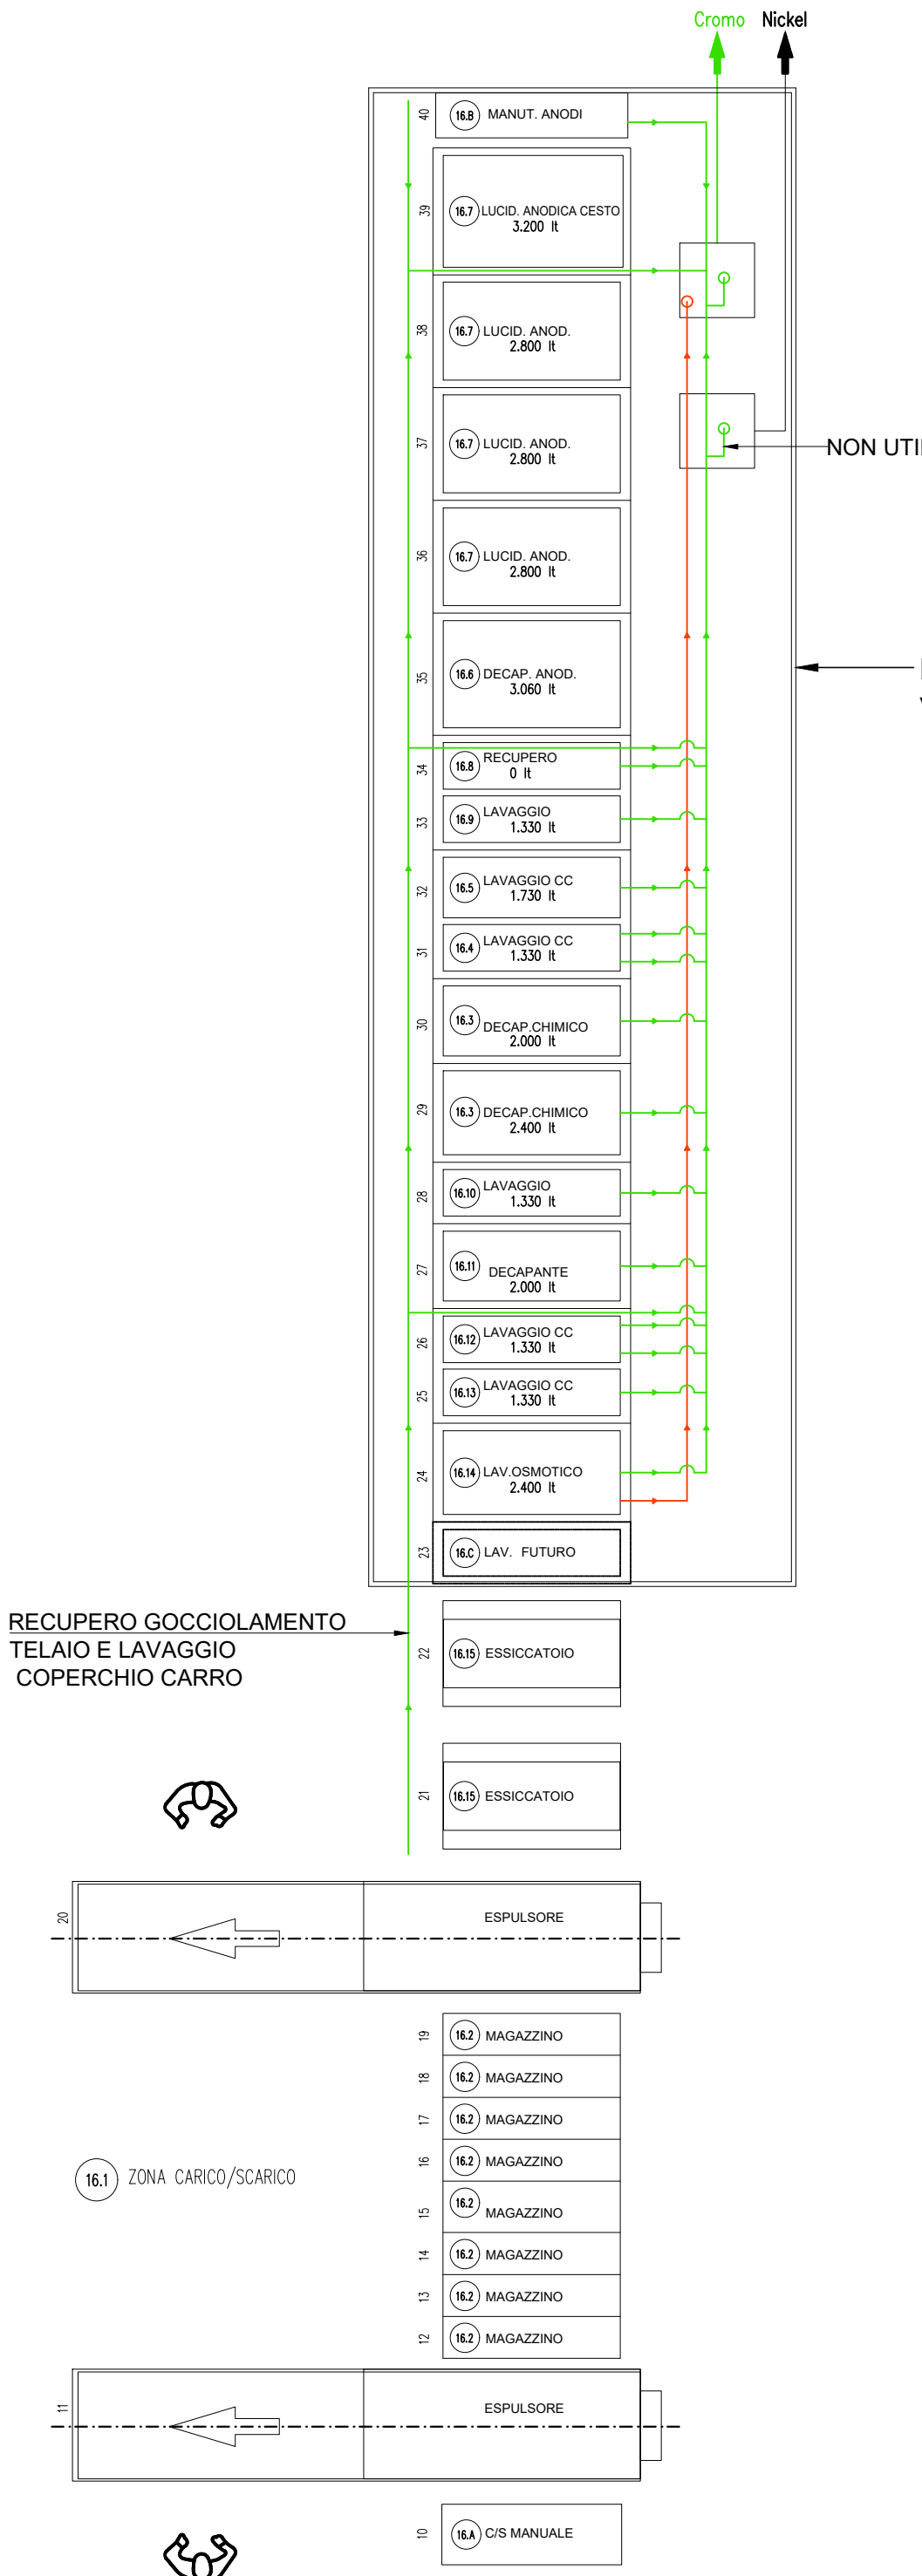 Cromo Nickel
40 16.B MANUT. ANODI
39 16.7 LUCID. ANODICA CESTO
3.200 lt
38 16.7 LUCID. ANOD.
2.800 lt
37 16.7 LUCID. ANOD.
2.800 lt
NON UTI
36 16.7 LUCID. ANOD.
2.800 lt
35 16.6 DECAP. ANOD.
3.060 lt
34 16.8 RECUPERO
0 lt
33 16.9 LAVAGGIO
1.330 lt
32 16.5 LAVAGGIO CC
1.730 lt
31 16.4 LAVAGGIO CC
1.330 lt
30 16.3 DECAP.CHIMICO
2.000 lt
29 16.3 DECAP.CHIMICO
2.400 lt
28 16.10 LAVAGGIO
1.330 lt
27 16.11 DECAPANTE
2.000 lt
26 16.12 LAVAGGIO CC
1.330 lt
25 16.13 LAVAGGIO CC
1.330 lt
24 16.14 LAV.OSMOTICO
2.400 lt
23 16.C LAV. FUTURO
RECUPERO GOCCIOLAMENTO
TELAIO E LAVAGGIO
COPERCHIO CARRO
22 16.15 ESSICCATOIO
21 16.15 ESSICCATOIO
20 ESPULSORE
19 16.2 MAGAZZINO
18 16.2 MAGAZZINO
17 16.2 MAGAZZINO
16 16.2 MAGAZZINO
16.1 ZONA CARICO/SCARICO
15 16.2 MAGAZZINO
14 16.2 MAGAZZINO
13 16.2 MAGAZZINO
12 16.2 MAGAZZINO
11 ESPULSORE
10 16.A C/S MANUALE